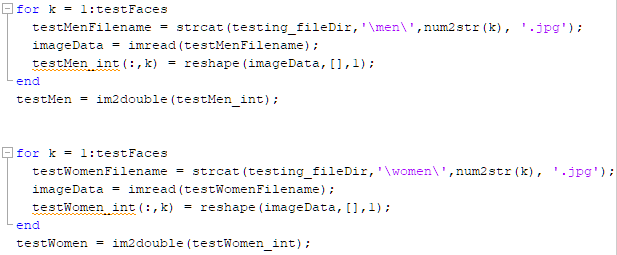 for k = 1:testFaces
testMenFilename = strcat(testing_fileDir,'\men\',num2str(k), '.jpg');
imageData = imread(testMenFilename);
testMen_int(:,k) = reshape(imageData,[],1);
end
testMen = im2double(testMen_int);
for k = 1:testFaces
testWomenFilename = strcat(testing_fileDir,'\women\',num2str(k), '.jpg');
imageData = imread(testWomenFilename);
testWomen_int(:,k) = reshape(imageData,[],1);
end
testWomen = im2double(testWomen_int);